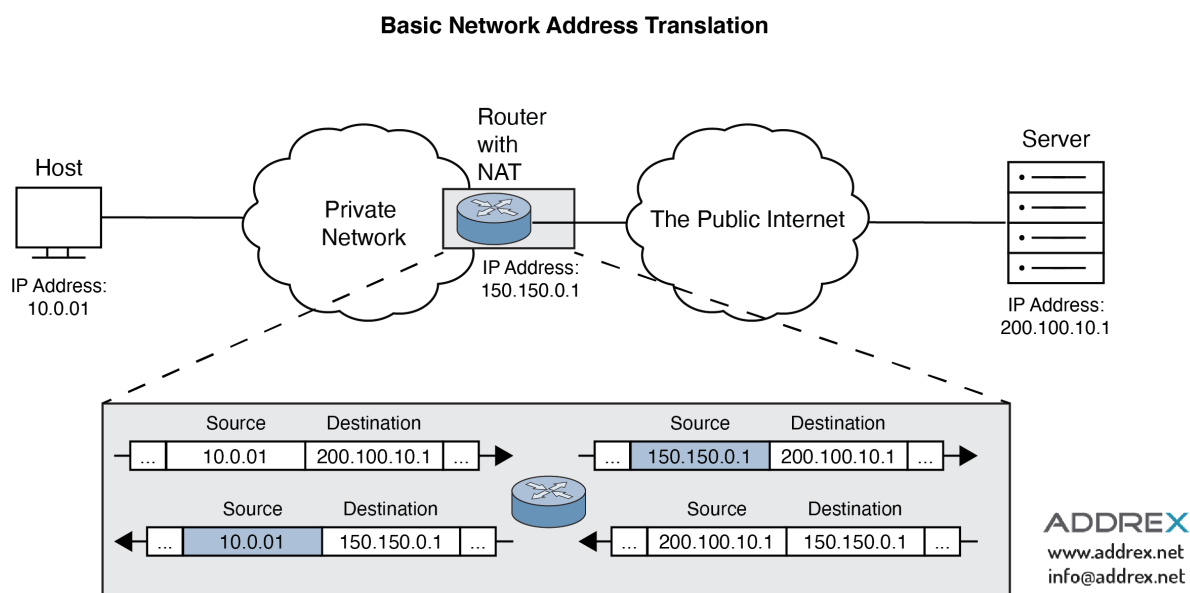 Basic Network Address Translation
Router
with
NAT
Host
Server
Private
Network
The Public Internet
IP Address:
10.0.01
IP Address:
150.150.0.1
IP Address:
200.100.10.1
Source Destination
... 10.0.01 200.100.10.1 ...
Source Destination
... 150.150.0.1 200.100.10.1 ...
Source Destination
... 10.0.01 150.150.0.1 ...
Source Destination
... 200.100.10.1 150.150.0.1 ...
ADDREX
www.addrex.net
info@addrex.net